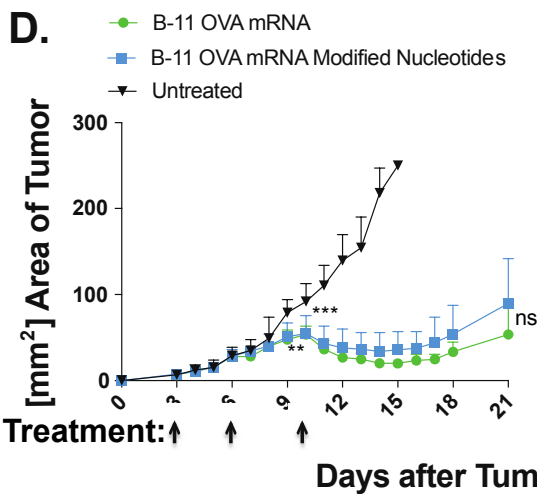 D.
B-11 OVA mRNA
B-11 OVA mRNA Modified Nucleotides
Untreated
300
200
100
0
[mm²] Area of Tumor
***
**
ns
0 3 6 9 12 15 18 21
Treatment:
Days after Tum